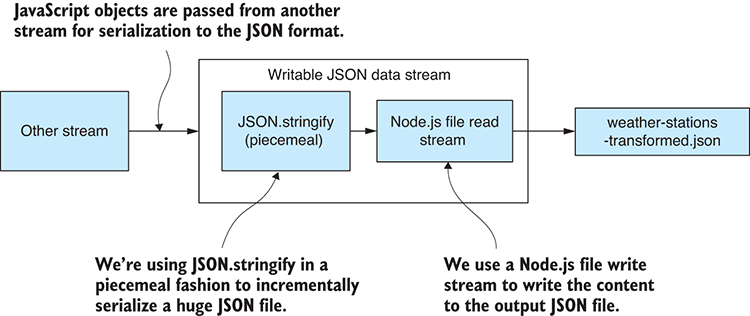 JavaScript objects are passed from another
stream for serialization to the JSON format.
Writable JSON data stream
Other stream
JSON.stringify
(piecemeal)
Node.js file read
stream
weather-stations
-transformed.json
We’re using JSON.stringify in a
piecemeal fashion to incrementally
serialize a huge JSON file.
We use a Node.js file write
stream to write the content
to the output JSON file.